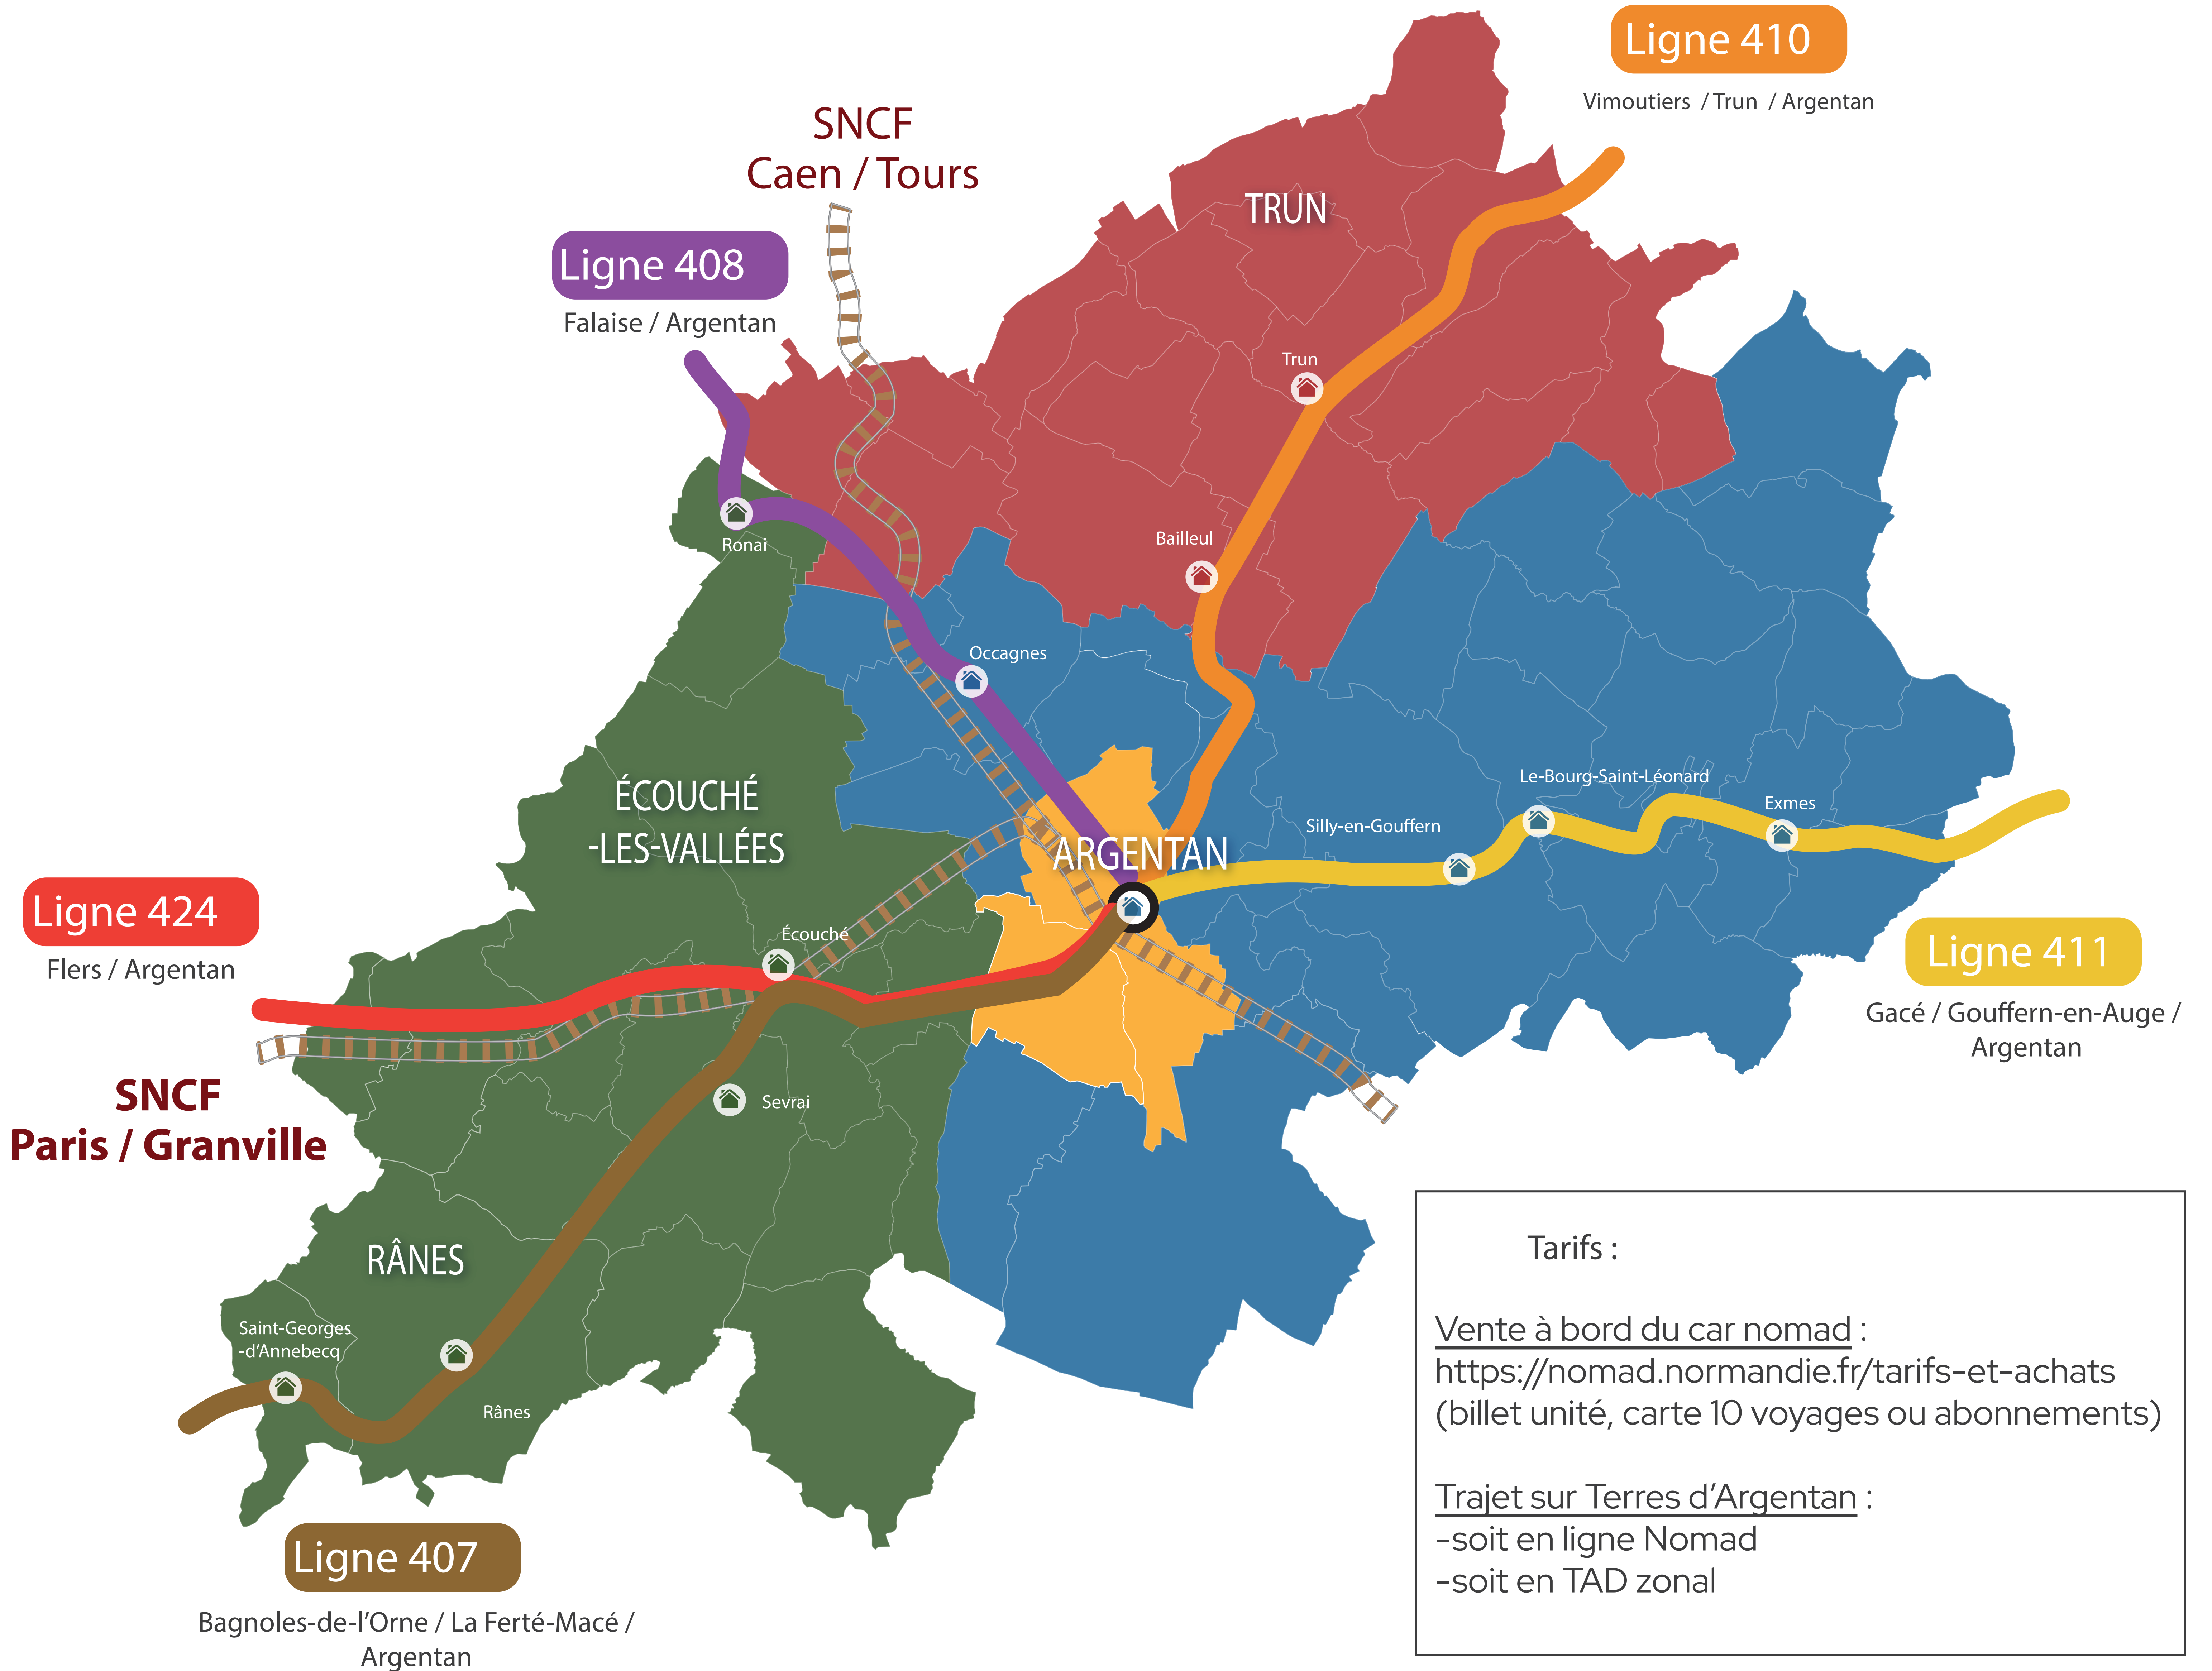 Ligne 410
Vimoutiers / Trun / Argentan
SNCF
Caen / Tours
TRUN
Ligne 408
Falaise / Argentan
Trun
Ronai
Bailleul
Occagnes
ÉCOUCHÉ
-LES-VALLÉES
Le-Bourg-Saint-Léonard
Exmes
Silly-en-Gouffern
ARGENTAN
Ligne 424
Flers / Argentan
Écouché
Ligne 411
Gacé / Gouffern-en-Auge /
Argentan
SNCF
Paris / Granville
Sevrai
RÂNES
Saint-Georges
-d'Annebecq
Rânes
Ligne 407
Bagnoles-de-l'Orne / La Ferté-Macé /
Argentan
Tarifs :
Vente à bord du car nomad :
https://nomad.normandie.fr/tarifs-et-achats
(billet unité, carte 10 voyages ou abonnements)
Trajet sur Terres d'Argentan :
-soit en ligne Nomad
-soit en TAD zonal